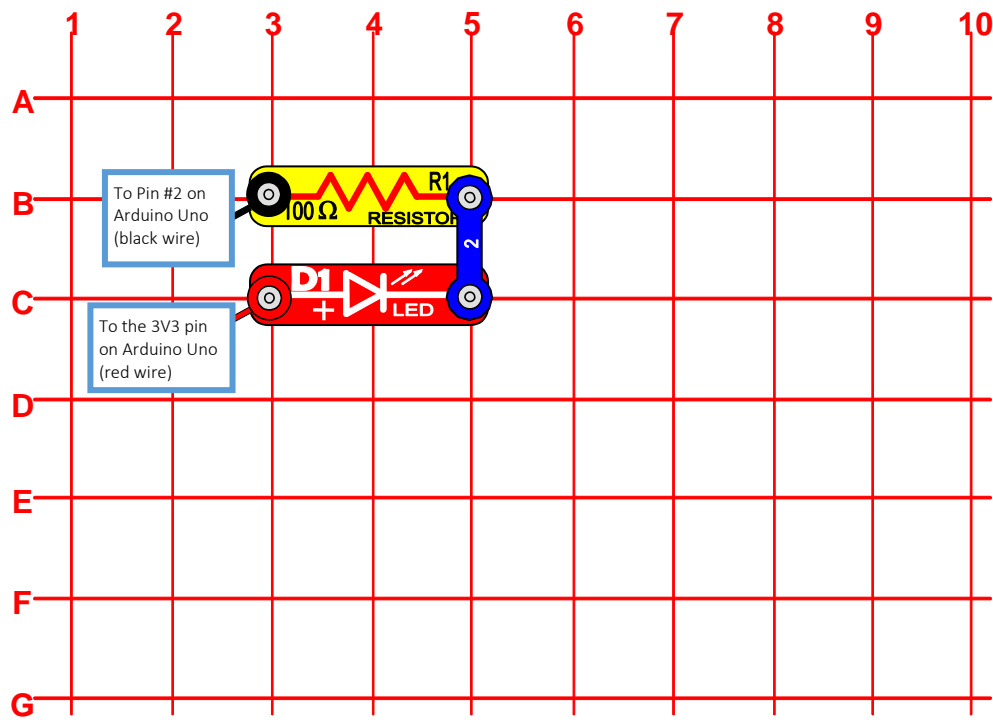 1 2 3 4 5 6 7 8 9 10
A
B
To Pin #2 on
Arduino Uno
(black wire)
R1
100 Ω
RESISTOR
2
C
D1
+
LED
To the 3V3 pin
on Arduino Uno
(red wire)
D
E
F
G